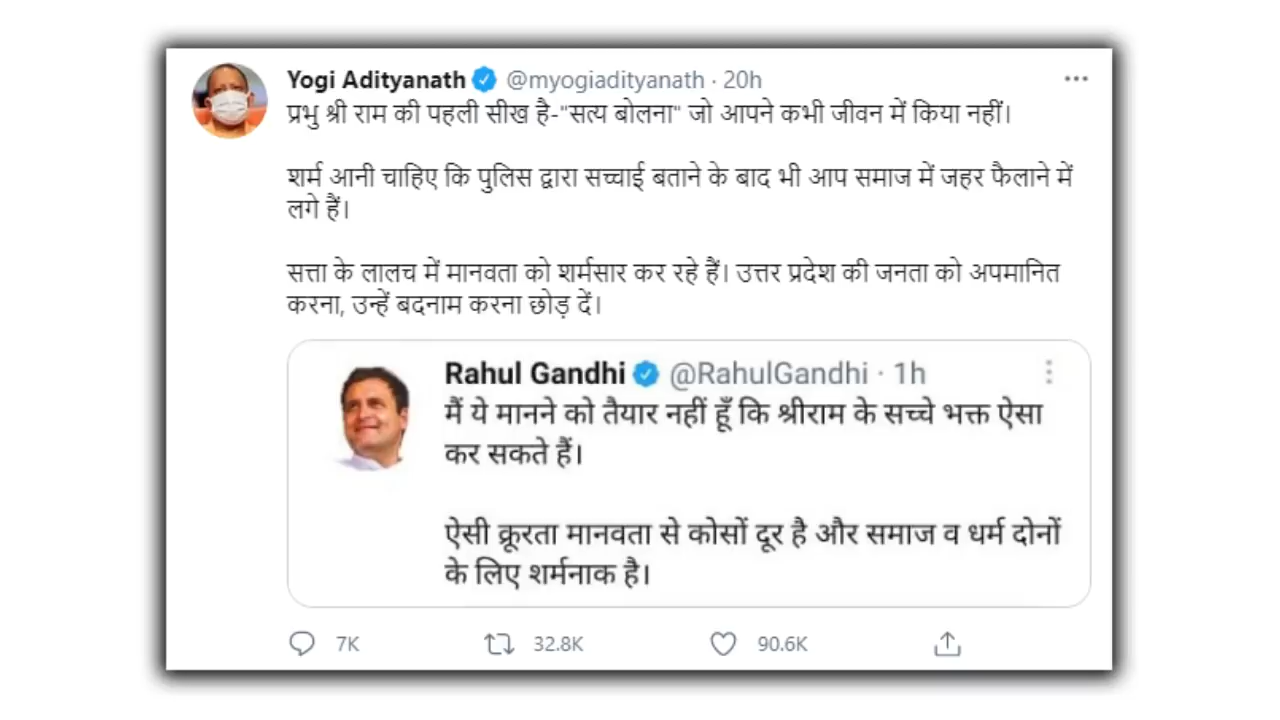 Yogi Adityanath @myogiadityanath · 20h
प्रभु श्री राम की पहली सीख है-"सत्य बोलना" जो आपने कभी जीवन में किया नहीं।
शर्म आनी चाहिए कि पुलिस द्वारा सच्चाई बताने के बाद भी आप समाज में जहर फैलाने में
लगे हैं।
सत्ता के लालच में मानवता को शर्मसार कर रहे हैं। उत्तर प्रदेश की जनता को अपमानित
करना, उन्हें बदनाम करना छोड़ दें।
Rahul Gandhi @RahulGandhi · 1h
मैं ये मानने को तैयार नहीं हूँ कि श्रीराम के सच्चे भक्त ऐसा
कर सकते हैं।
ऐसी क्रूरता मानवता से कोसों दूर है और समाज व धर्म दोनों
के लिए शर्मनाक है।
7K 32.8K 90.6K